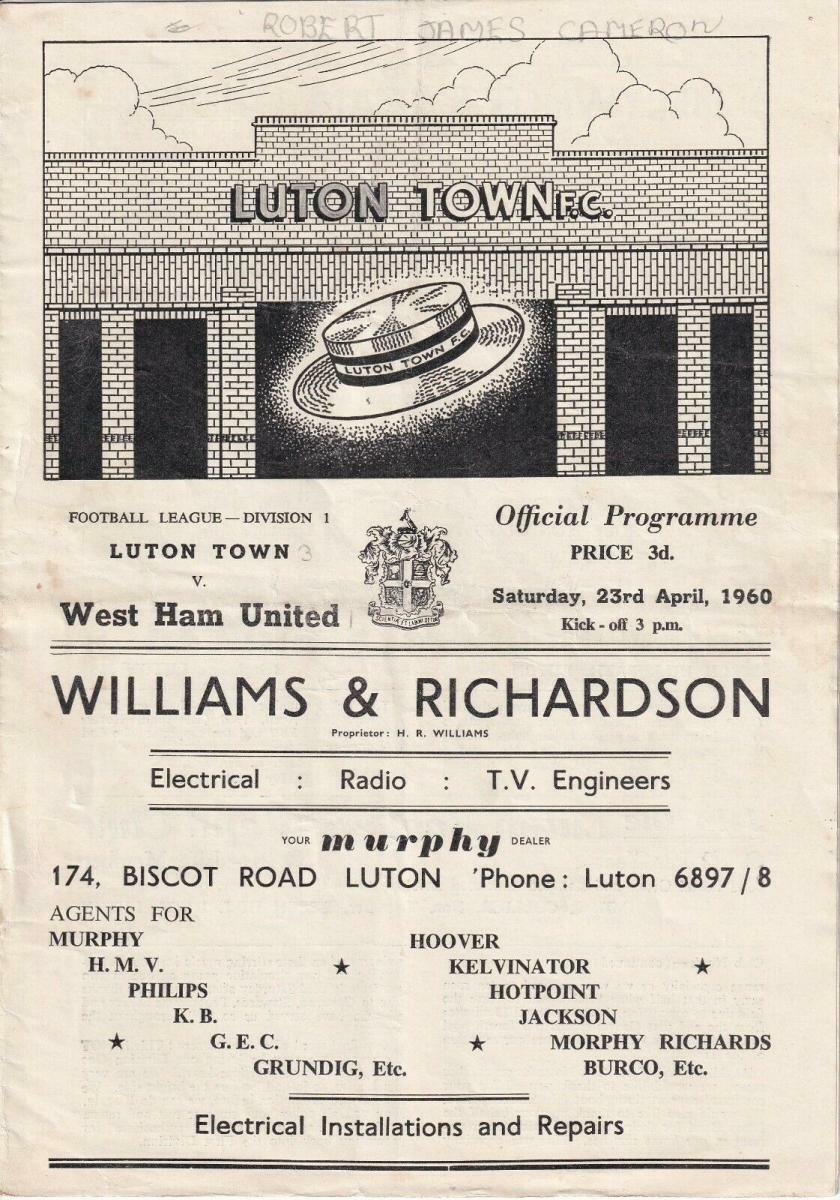 ROBERT JAMES CAMERON
LUTON TOWN F.C.
LUTON TOWN F.C.
FOOTBALL LEAGUE — DIVISION 1
LUTON TOWN 3
v.
West Ham United 1
Official Programme
PRICE 3d.
Saturday, 23rd April, 1960
Kick - off 3 p.m.
WILLIAMS & RICHARDSON
Proprietor: H. R. WILLIAMS
Electrical : Radio : T.V. Engineers
YOUR murphy DEALER
174, BISCOT ROAD LUTON 'Phone: Luton 6897/8
AGENTS FOR
MURPHY
H. M. V.
PHILIPS
K. B.
G. E. C.
GRUNDIG, Etc.
HOOVER
KELVINATOR
HOTPOINT
JACKSON
MORPHY RICHARDS
BURCO, Etc.
Electrical Installations and Repairs